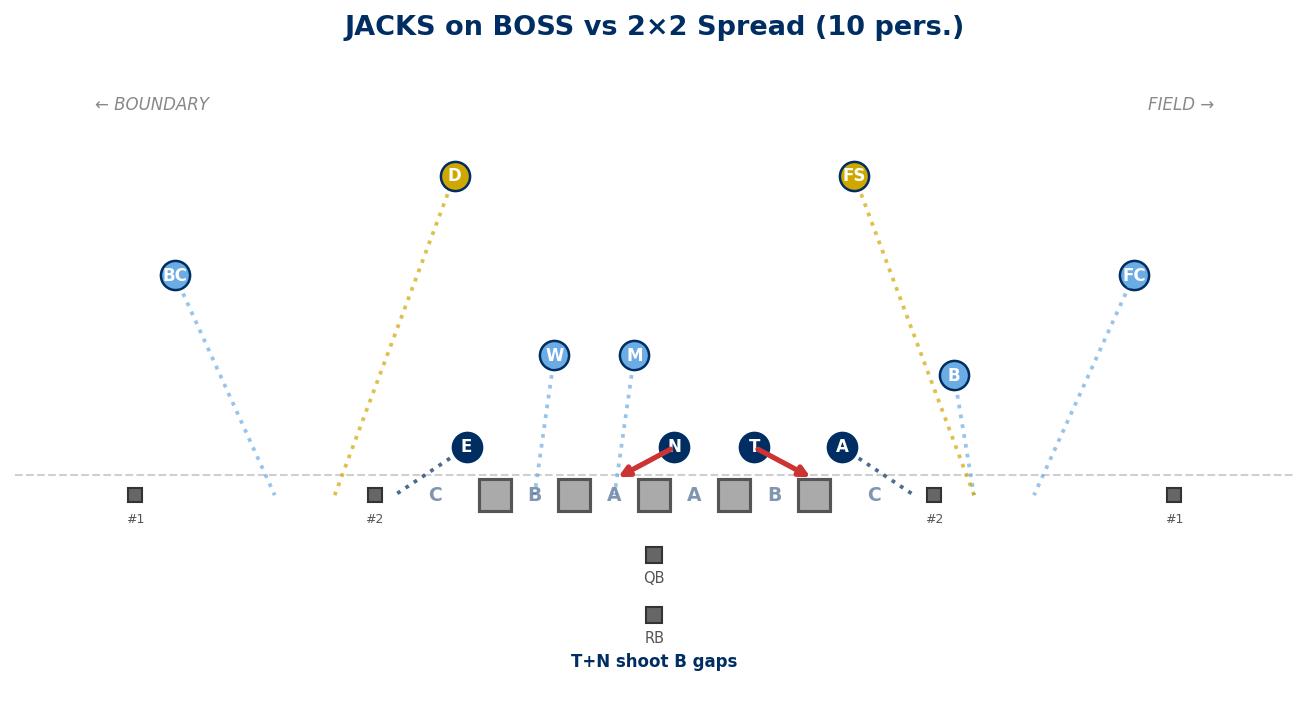 JACKS on BOSS vs 2×2 Spread (10 pers.)
← BOUNDARY
FIELD →
D
FS
BC
FC
W
M
B
E
N
T
A
C
B
A
A
B
C
#1
#2
#2
#1
QB
RB
T+N shoot B gaps